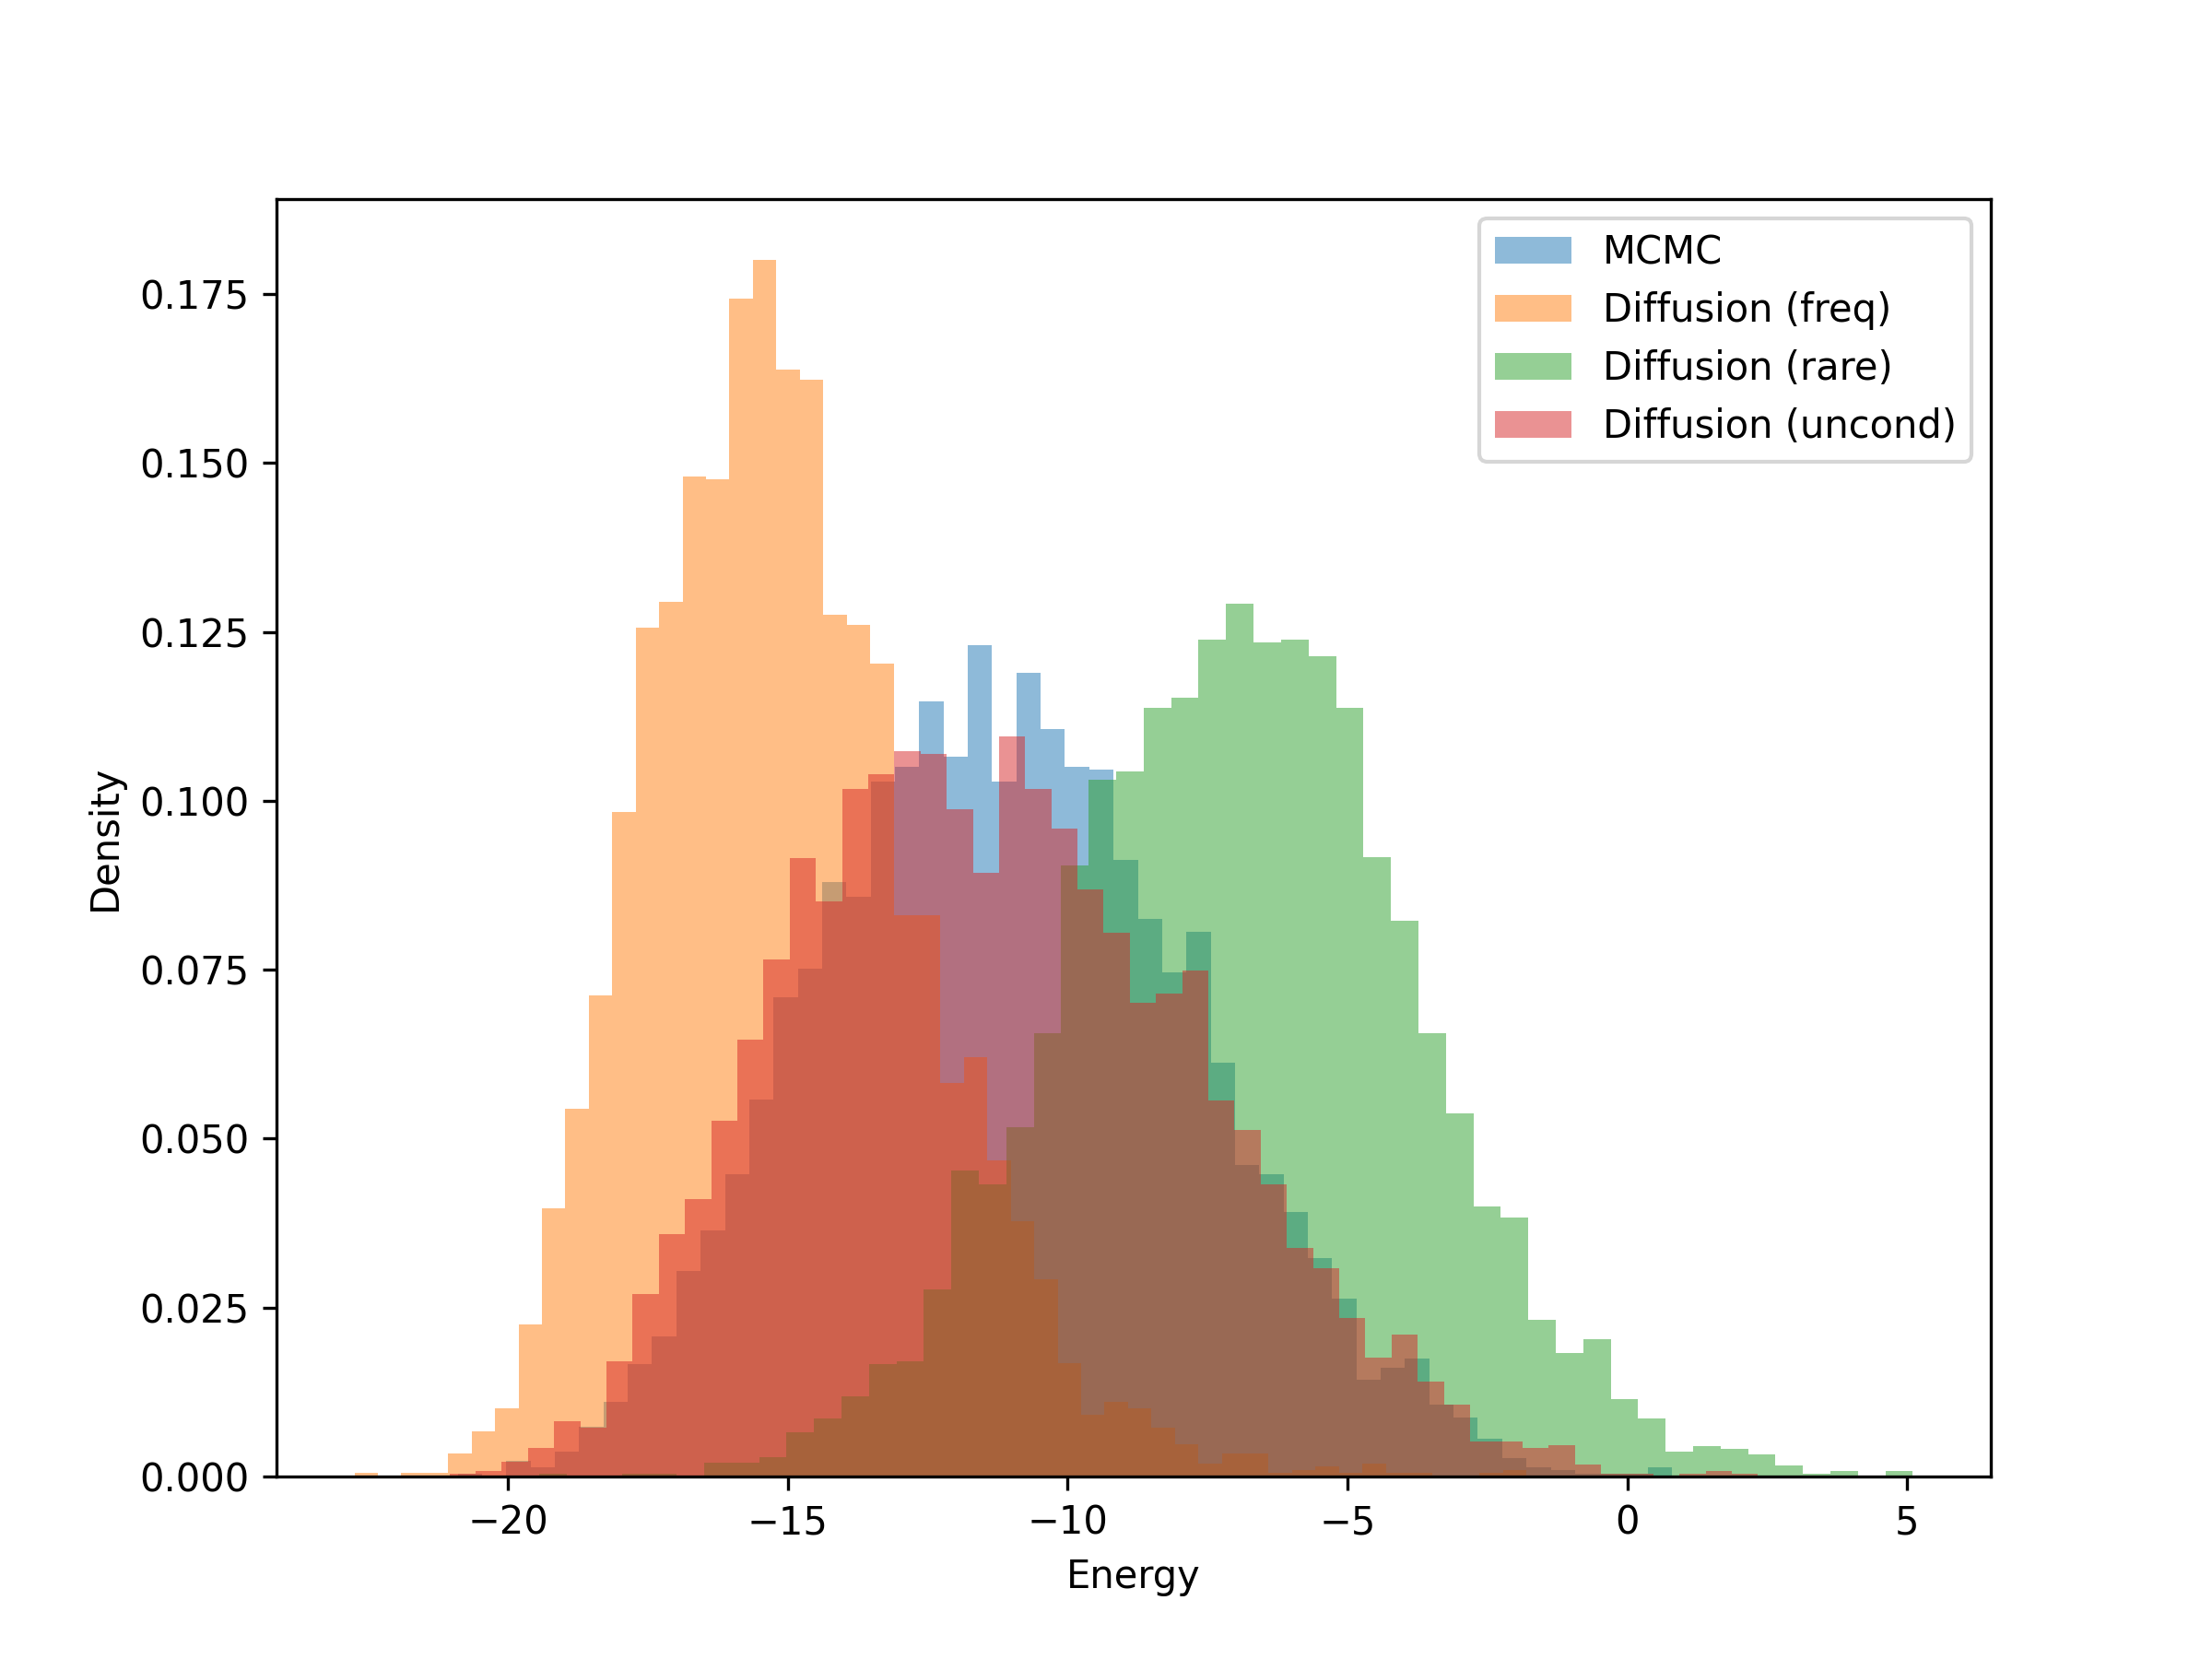 MCMC
Diffusion (freq)
Diffusion (rare)
Diffusion (uncond)
0.175
0.150
0.125
0.100
0.075
0.050
0.025
0.000
Density
−20 −15 −10 −5 0 5
Energy